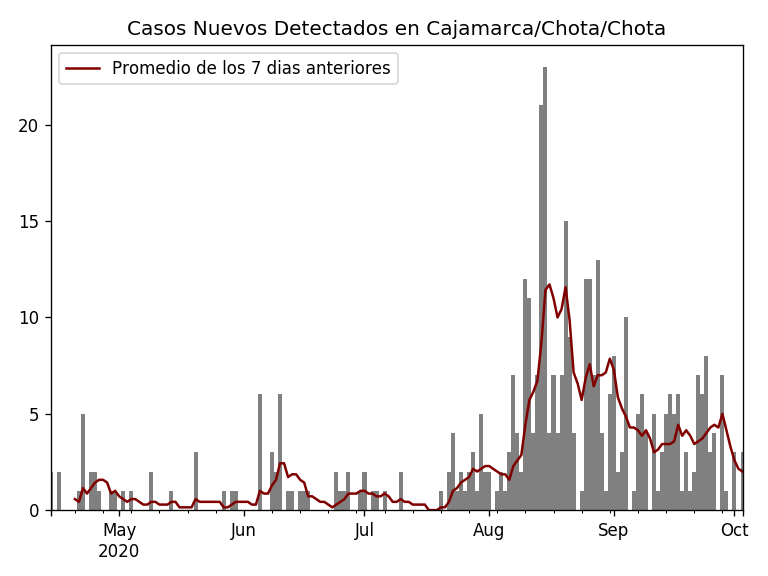 Casos Nuevos Detectados en Cajamarca/Chota/Chota
Promedio de los 7 dias anteriores
20
15
10
5
0
May Jun Jul Aug Sep Oct
2020